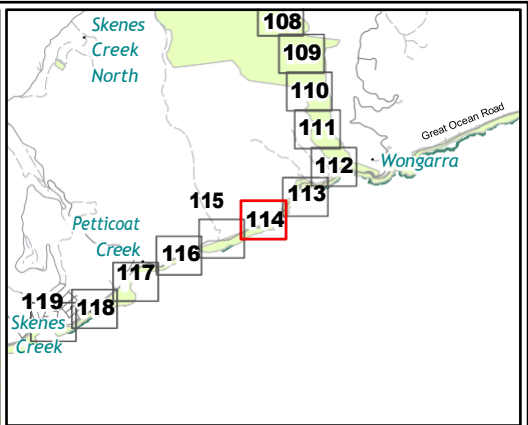 108
Skenes
Creek
North
109
110
111
Great Ocean Road
112
Wongarra
113
115
114
Petticoat
Creek
116
117
119
118
Skenes
Creek